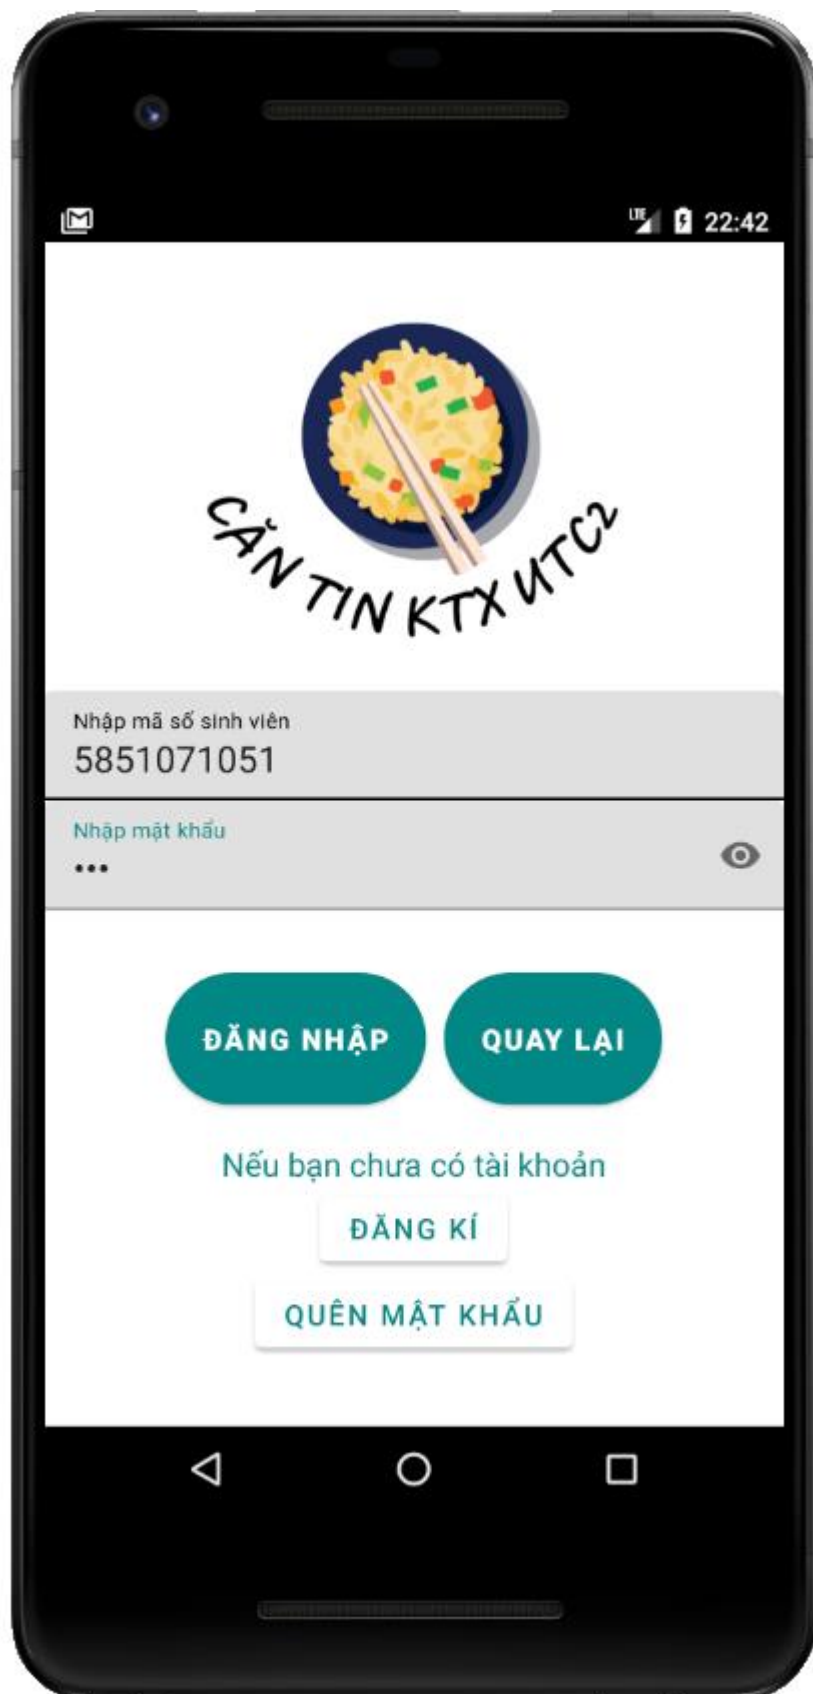 LTE 22:42
CĂN TIN KTX UTC2
Nhập mã số sinh viên
5851071051
Nhập mật khẩu
•••
ĐĂNG NHẬP QUAY LẠI
Nếu bạn chưa có tài khoản
ĐĂNG KÍ
QUÊN MẬT KHẨU